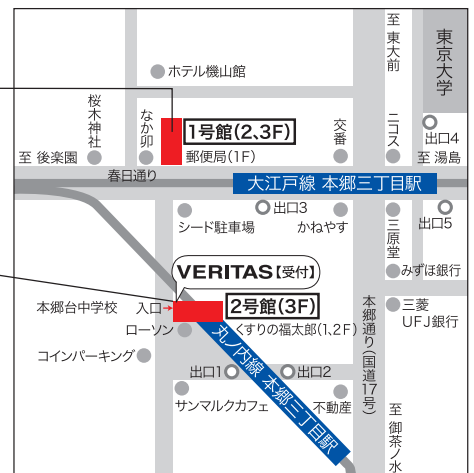 至 東大前
東京大学
ホテル機山館
桜木神社
なか卯
1号館(2、3F)
郵便局(1F)
交番
ニコス
出口4
至 後楽園
至 湯島
春日通り
大江戸線 本郷三丁目駅
シード駐車場
出口3
かねやす
三原堂
出口5
VERITAS【受付】
みずほ銀行
本郷台中学校
入口→
2号館(3F)
本郷通り(国道17号)
三菱
UFJ銀行
ローソン
くすりの福太郎(1、2F)
コインパーキング
丸ノ内線 本郷三丁目駅
出口1
出口2
サンマルクカフェ
不動産
至 御茶ノ水